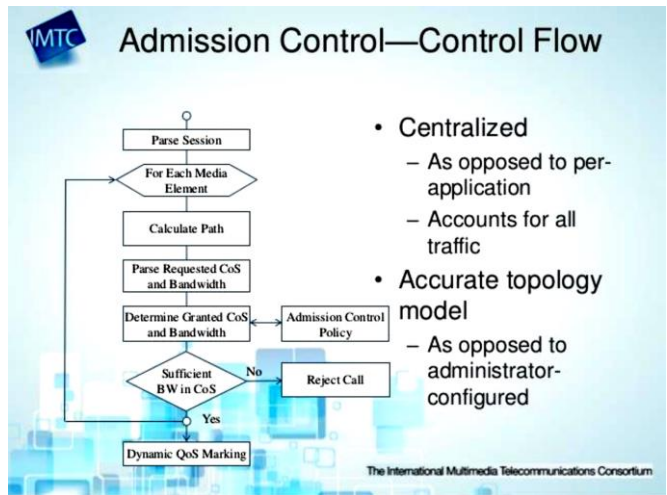 IMTC
Admission Control—Control Flow
Parse Session
For Each Media
Element
Calculate Path
Parse Requested CoS
and Bandwidth
Determine Granted CoS
and Bandwidth
Admission Control
Policy
Sufficient
BW in CoS
No
Reject Call
Yes
Dynamic QoS Marking
• Centralized
– As opposed to per-
application
– Accounts for all
traffic
• Accurate topology
model
– As opposed to
administrator-
configured
The International Multimedia Telecommunications Consortium